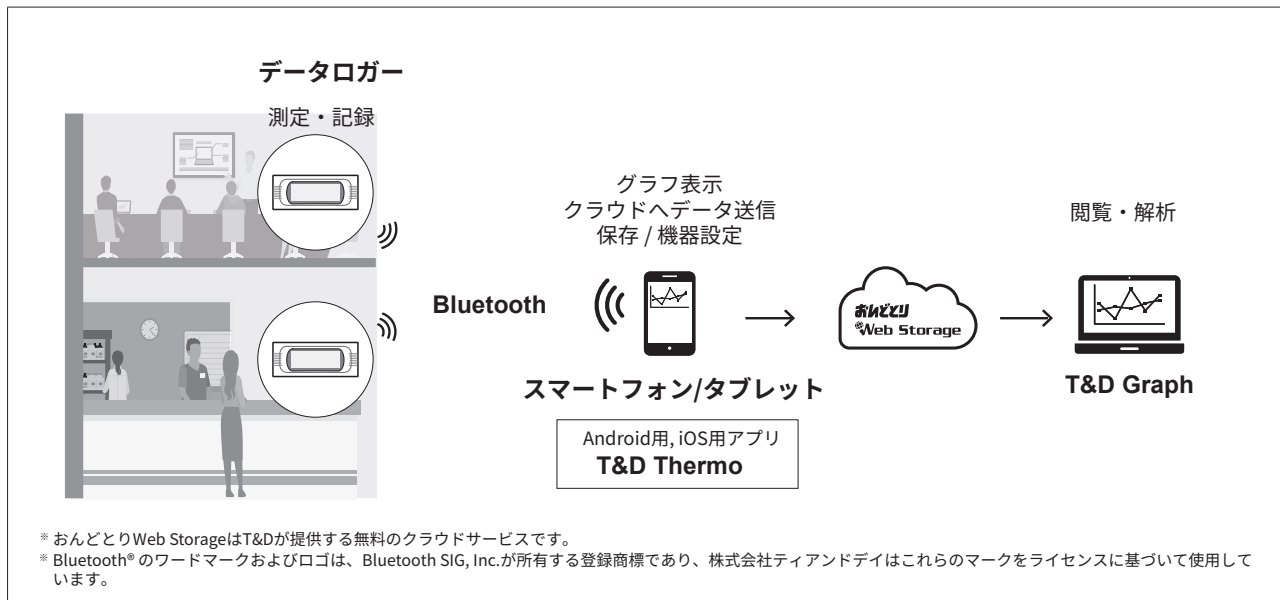 データロガー
測定・記録
グラフ表示
クラウドへデータ送信
保存 / 機器設定
閲覧・解析
Bluetooth
おんどとり
Web Storage
スマートフォン/タブレット
T&D Graph
Android用, iOS用アプリ
T&D Thermo
※ おんどとりWeb StorageはT&Dが提供する無料のクラウドサービスです。
※ Bluetooth® のワードマークおよびロゴは、Bluetooth SIG, Inc.が所有する登録商標であり、株式会社ティアンドデイはこれらのマークをライセンスに基づいて使用して
います。